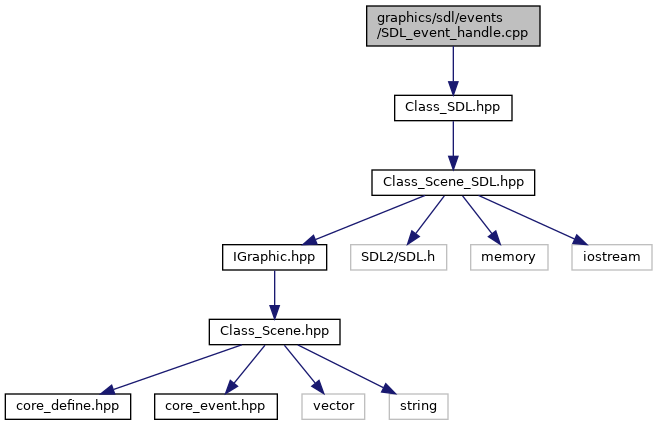 graphics/sdl/events
/SDL_event_handle.cpp
Class_SDL.hpp
Class_Scene_SDL.hpp
IGraphic.hpp
SDL2/SDL.h
memory
iostream
Class_Scene.hpp
core_define.hpp
core_event.hpp
vector
string